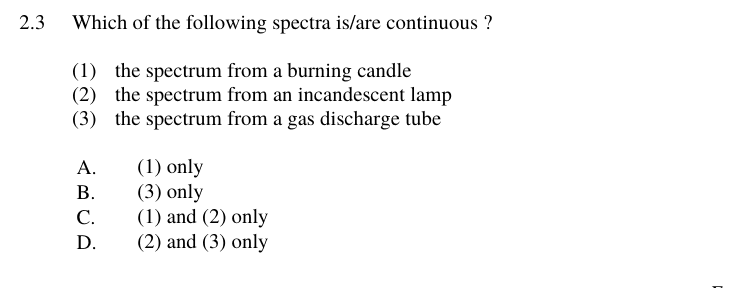 2.3 Which of the following spectra is/are continuous ?
(1) the spectrum from a burning candle
(2) the spectrum from an incandescent lamp
(3) the spectrum from a gas discharge tube
A. (1) only
B. (3) only
C. (1) and (2) only
D. (2) and (3) only